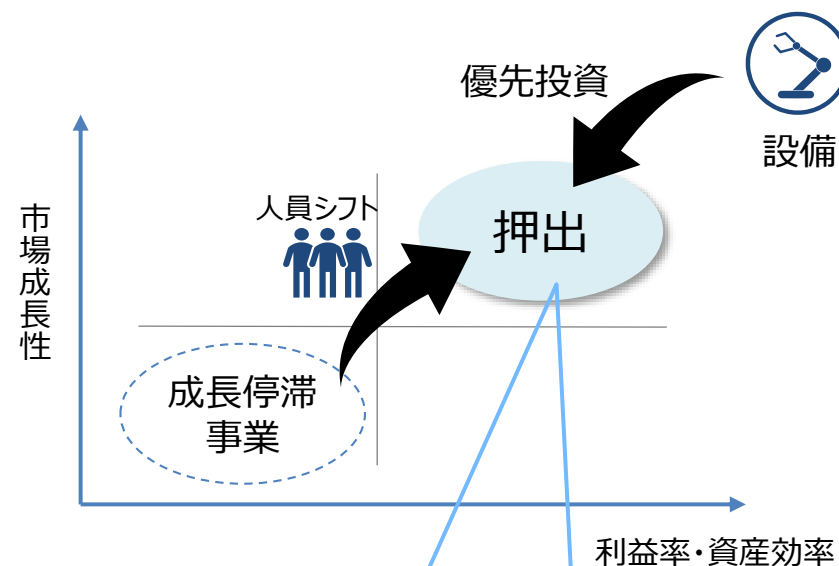 優先投資
設備
市場成長性
人員シフト
押出
成長停滞
事業
利益率・資産効率